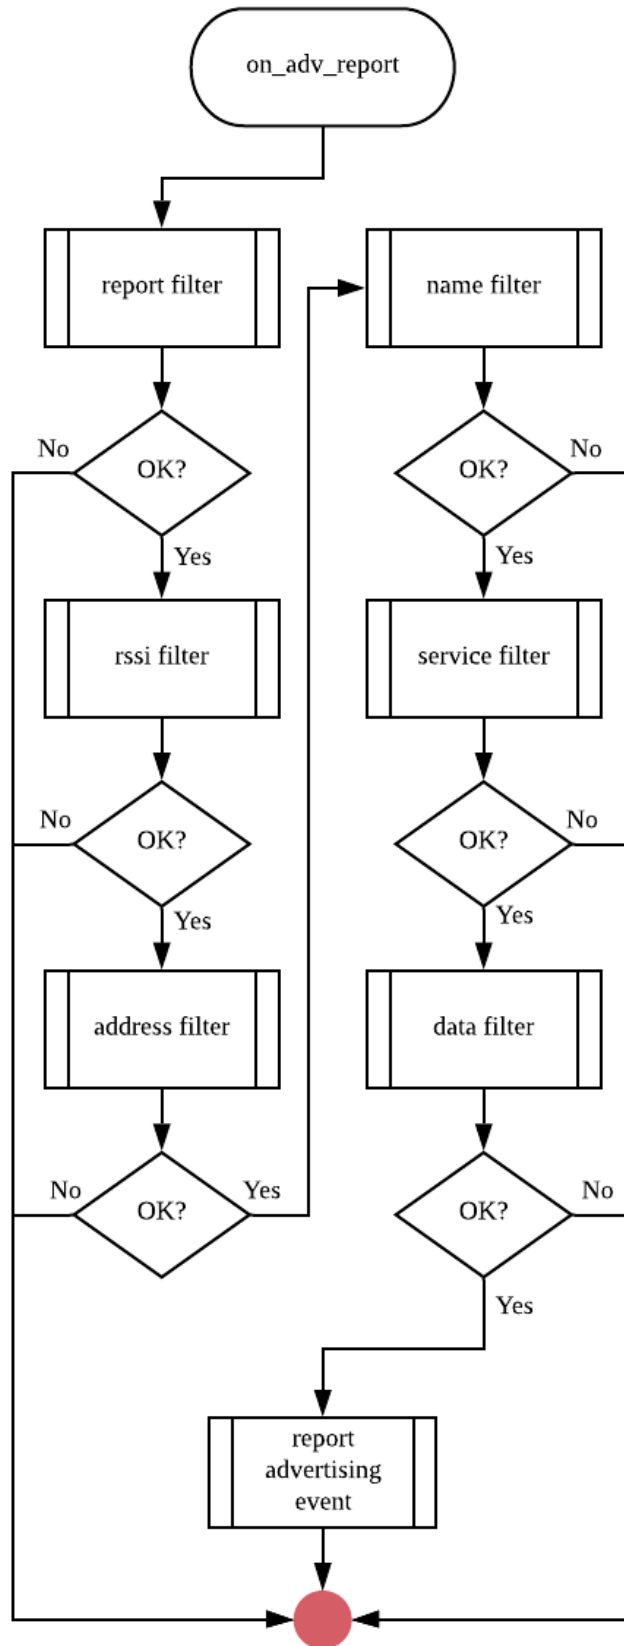 on_adv_report
report filter
No
OK?
Yes
rssi filter
No
OK?
Yes
address filter
No
OK?
Yes
name filter
OK?
No
Yes
service filter
OK?
No
Yes
data filter
OK?
No
Yes
report
advertising
event